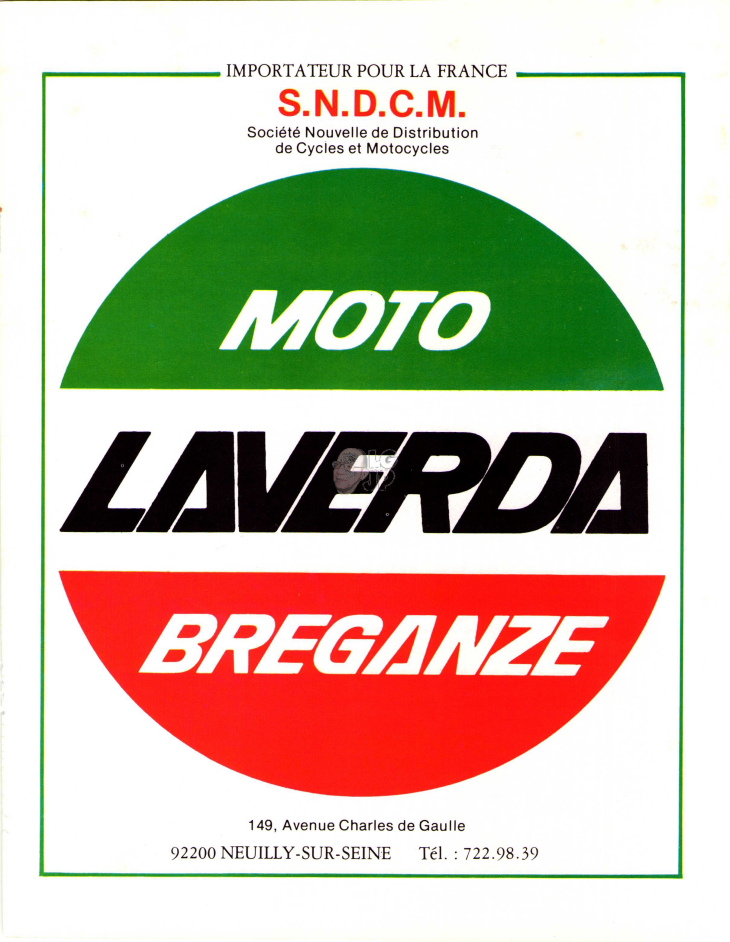 IMPORTATEUR POUR LA FRANCE
S.N.D.C.M.
Société Nouvelle de Distribution
de Cycles et Motocycles
MOTO
LAVERDA
BREGANZE
149, Avenue Charles de Gaulle
92200 NEUILLY-SUR-SEINE Tél. : 722.98.39